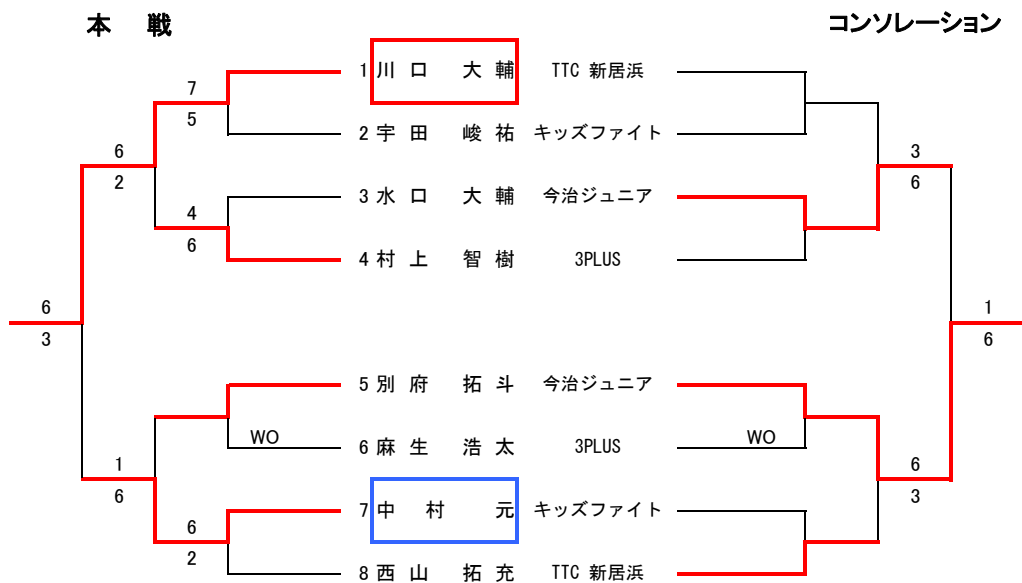 本 戦 コンソレーション
1 川口 大輔 TTC 新居浜
7
5
2 宇田 峻祐 キッズファイト
6
2
3
6
3 水口 大輔 今治ジュニア
4
6
4 村上 智樹 3PLUS
6
3
1
6
5 別府 拓斗 今治ジュニア
WO 6 麻生 浩太 3PLUS WO
1
6
6
3
7 中村 元 キッズファイト
6
2
8 西山 拓充 TTC 新居浜